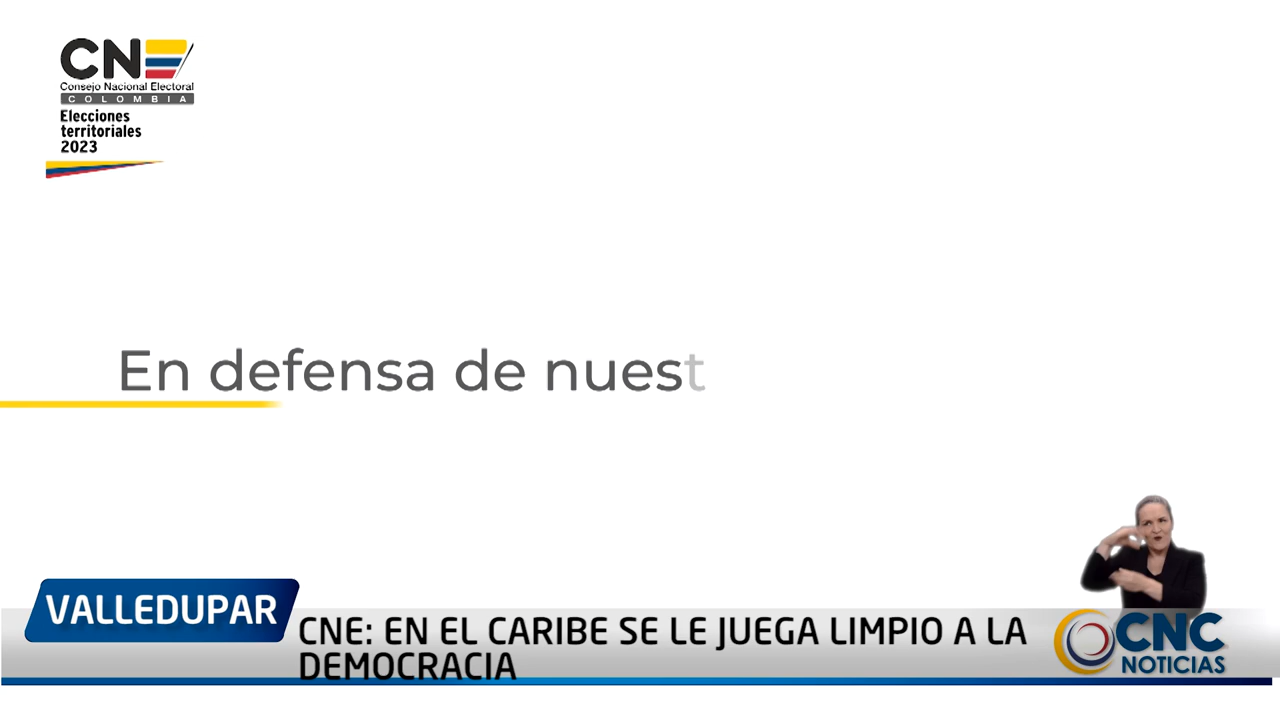 CNE
Consejo Nacional Electoral
COLOMBIA
Elecciones
territoriales
2023
En defensa de nuest
VALLEDUPAR
CNE: EN EL CARIBE SE LE JUEGA LIMPIO A LA
DEMOCRACIA
CNC
NOTICIAS